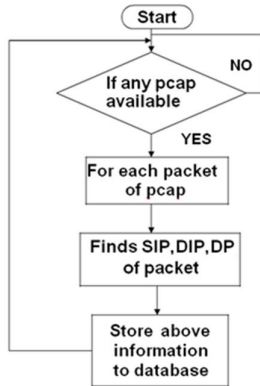 Start
If any pcap
available
NO
YES
For each packet
of pcap
Finds SIP,DIP,DP
of packet
Store above
information
to database